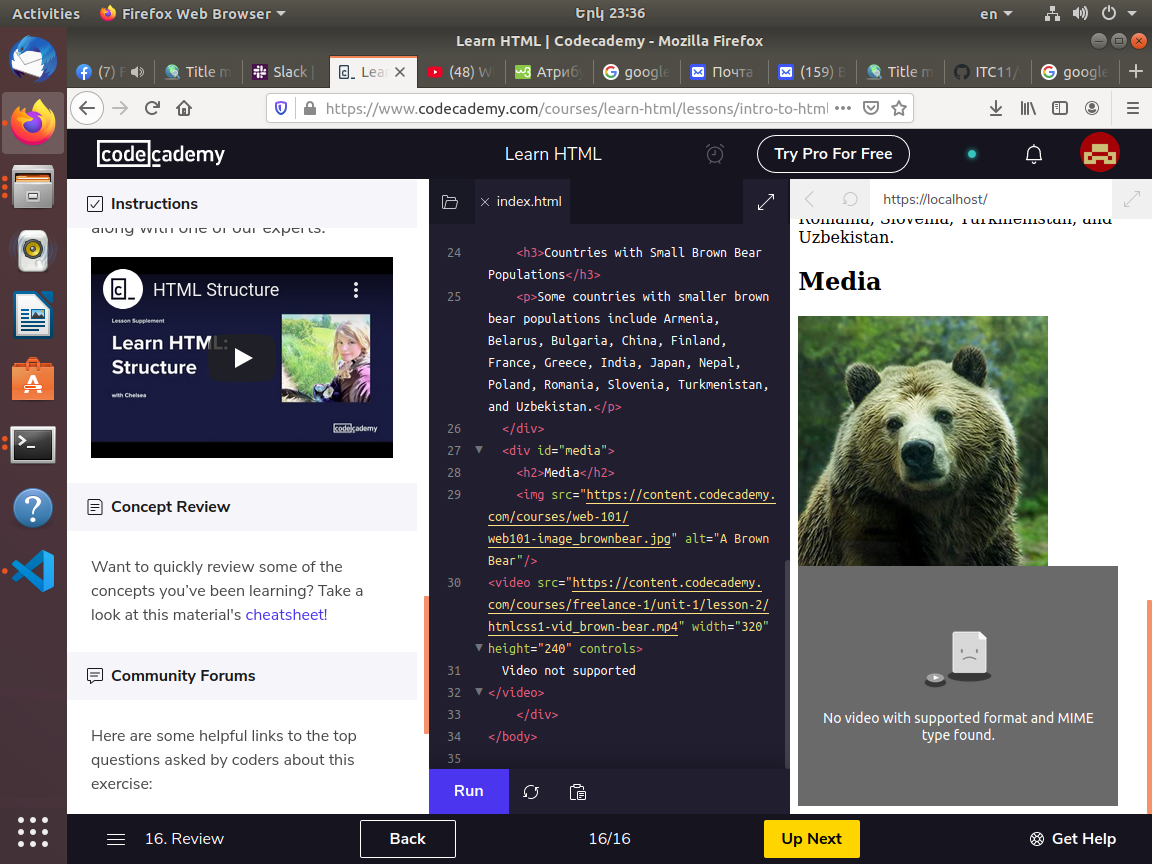 Activities
Firefox Web Browser
Երկ 23:36
en
Learn HTML | Codecademy - Mozilla Firefox
(7) F
Title m
Slack |
Lea
(48) W
Атриб
google
Почта
(159) В
Title m
ITC11/
google
https://www.codecademy.com/courses/learn-html/lessons/intro-to-html
codecademy
Learn HTML
Try Pro For Free
Instructions
along with one of our experts.
HTML Structure
Lesson Supplement
Learn HTML:
Structure
with Chelsea
codecademy
Concept Review
Want to quickly review some of the
concepts you’ve been learning? Take a
look at this material's cheatsheet!
Community Forums
Here are some helpful links to the top
questions asked by coders about this
exercise:
index.html
24 <h3>Countries with Small Brown Bear
Populations</h3>
25 <p>Some countries with smaller brown
bear populations include Armenia,
Belarus, Bulgaria, China, Finland,
France, Greece, India, Japan, Nepal,
Poland, Romania, Slovenia, Turkmenistan,
and Uzbekistan.</p>
26 </div>
27 <div id="media">
28 <h2>Media</h2>
29 <img src="https://content.codecademy.
com/courses/web-101/
web101-image_brownbear.jpg" alt="A Brown
Bear"/>
30 <video src="https://content.codecademy.
com/courses/freelance-1/unit-1/lesson-2/
htmlcss1-vid_brown-bear.mp4" width="320"
height="240" controls>
31 Video not supported
32 </video>
33 </div>
34 </body>
35
Run
https://localhost/
Romania, Slovenia, Turkmenistan, and
Uzbekistan.
Media
No video with supported format and MIME
type found.
16. Review
Back
16/16
Up Next
Get Help